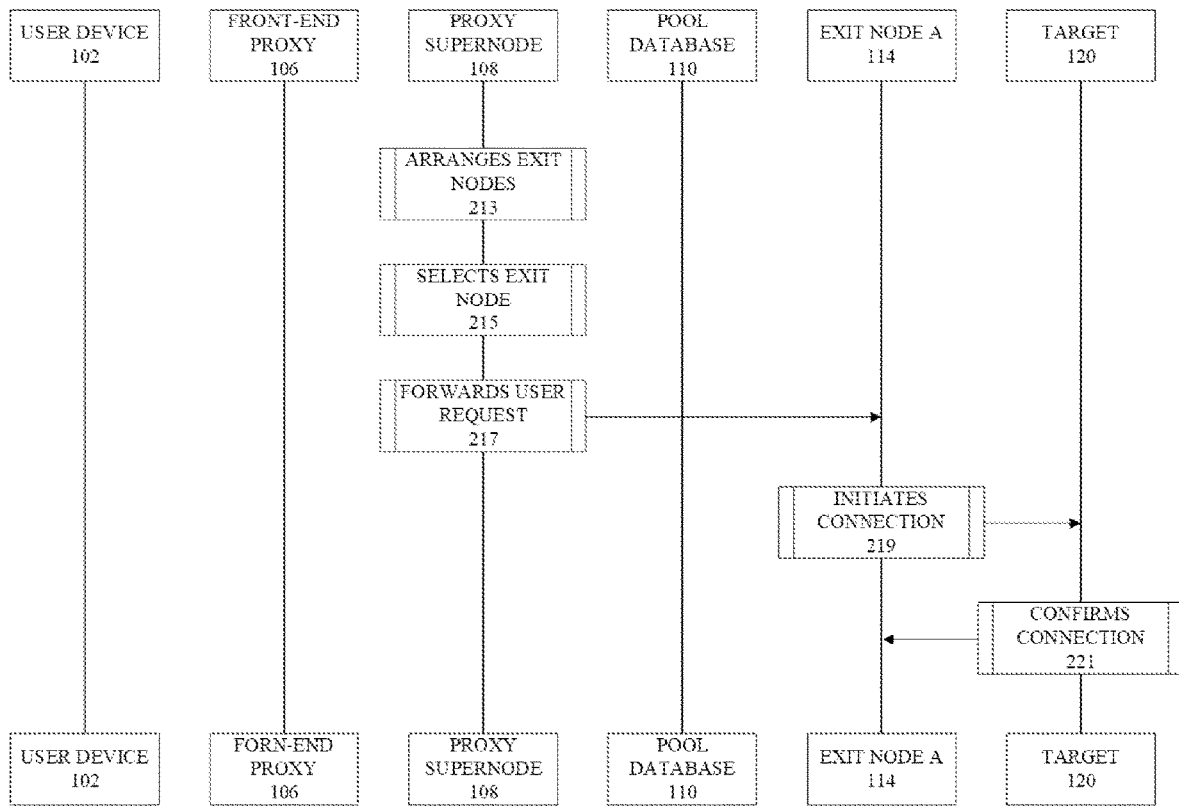 USER DEVICE
102
FRONT-END
PROXY
106
PROXY
SUPERNODE
108
POOL
DATABASE
110
EXIT NODE A
114
TARGET
120
ARRANGES EXIT
NODES
213
SELECTS EXIT
NODE
215
FORWARDS USER
REQUEST
217
INITIATES
CONNECTION
219
CONFIRMS
CONNECTION
221
USER DEVICE
102
FORN-END
PROXY
106
PROXY
SUPERNODE
108
POOL
DATABASE
110
EXIT NODE A
114
TARGET
120